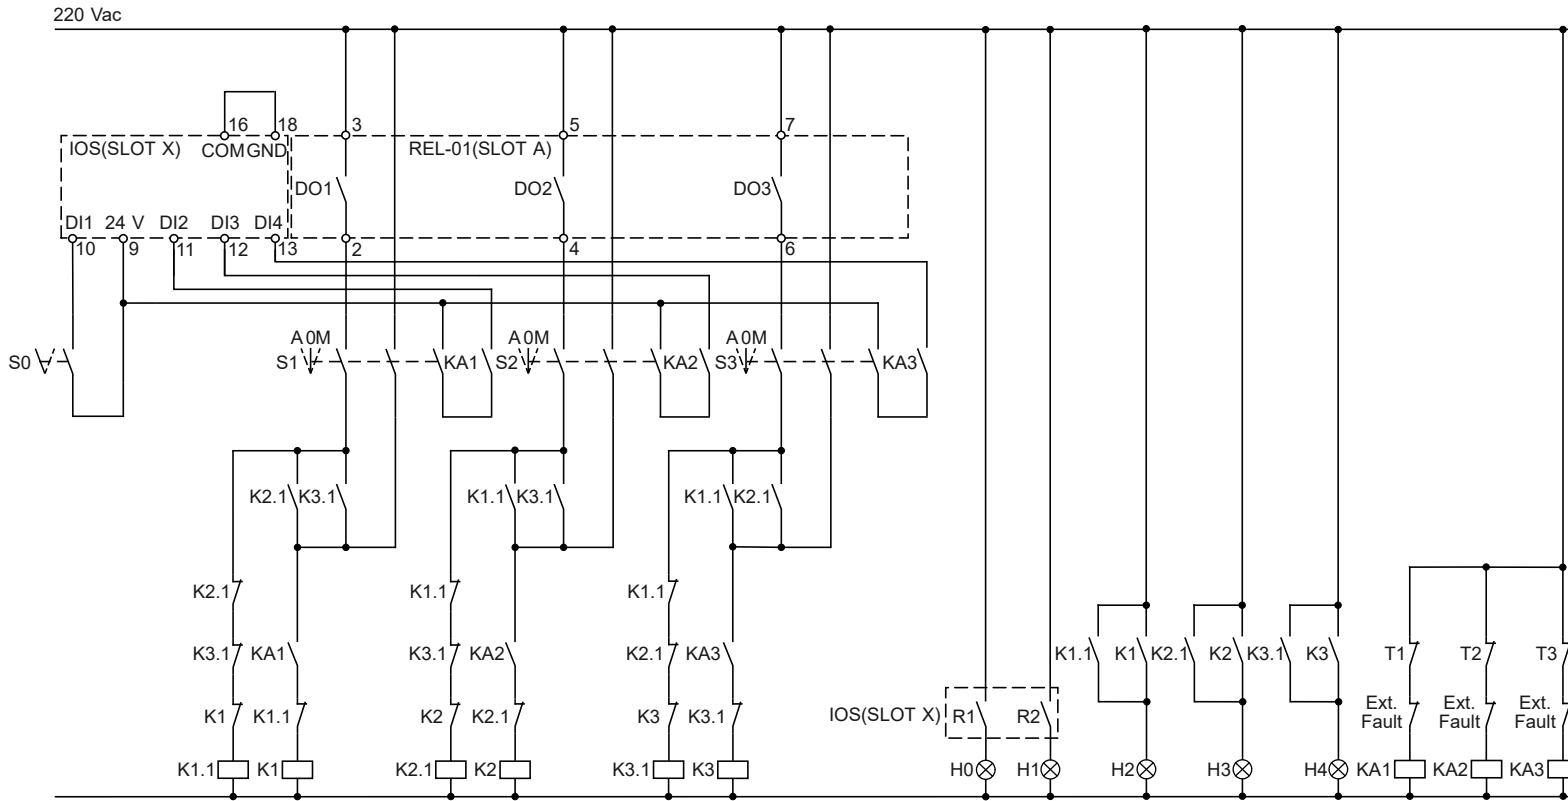 220 Vac
16 18 3 5 7
IOS(SLOT X) COM GND REL-01(SLOT A)
DO1 DO2 DO3
DI1 24 V DI2 DI3 DI4
10 9 11 12 13 2 4 6
A 0 M A 0 M A 0 M
S0 S1 KA1 S2 KA2 S3 KA3
K2.1 K3.1 K1.1 K3.1 K1.1 K2.1
K2.1 K1.1 K1.1
K3.1 KA1 K3.1 KA2 K2.1 KA3 K1.1 K1 K2.1 K2 K3.1 K3 T1 T2 T3
K1 K1.1 K2 K2.1 K3 K3.1 IOS(SLOT X) R1 R2
Ext. Ext. Ext.
Fault Fault Fault
K1.1 K1 K2.1 K2 K3.1 K3 H0 H1 H2 H3 H4 KA1 KA2 KA3